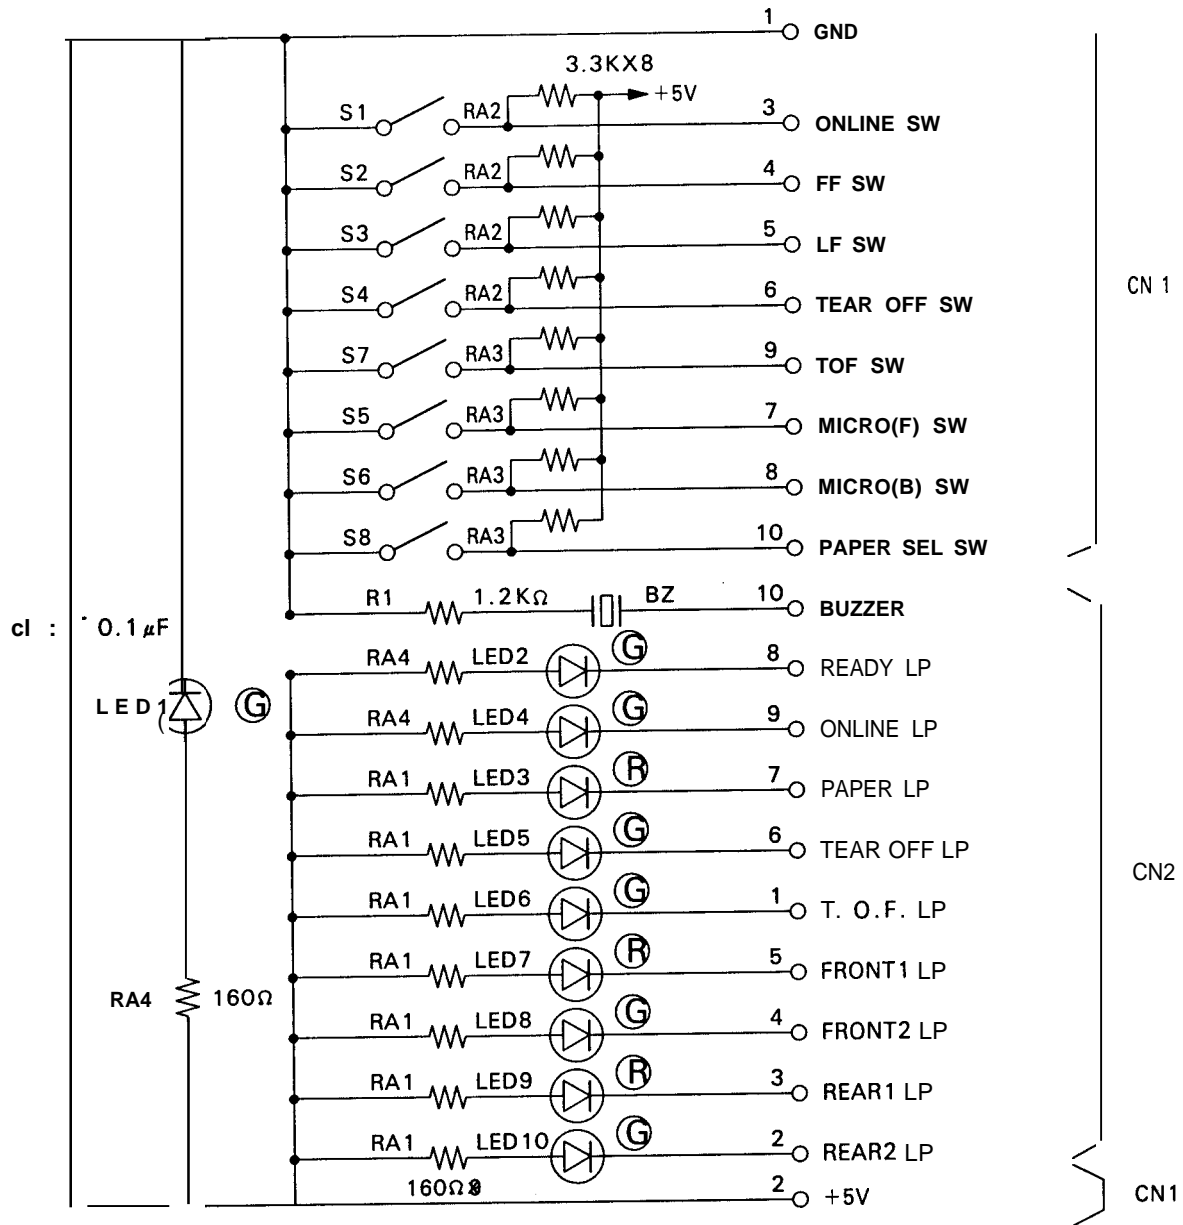 1 GND
3.3KX8
+5V
S1 RA2 3 ONLINE SW
S2 RA2 4 FF SW
S3 RA2 5 LF SW
S4 RA2 6 TEAR OFF SW
CN 1
S7 RA3 9 TOF SW
S5 RA3 7 MICRO(F) SW
S6 RA3 8 MICRO(B) SW
S8 RA3 10 PAPER SEL SW
R1 1.2KΩ BZ 10 BUZZER
cl : 0.1μF
RA4 LED2 G 8 READY LP
LED1 G
RA4 LED4 G 9 ONLINE LP
RA1 LED3 R 7 PAPER LP
RA1 LED5 G 6 TEAR OFF LP
CN2
RA1 LED6 G 1 T. O.F. LP
RA1 LED7 R 5 FRONT1 LP
RA4 160Ω
RA1 LED8 G 4 FRONT2 LP
RA1 LED9 R 3 REAR1 LP
RA1 LED10 G 2 REAR2 LP
2 +5V
CN1